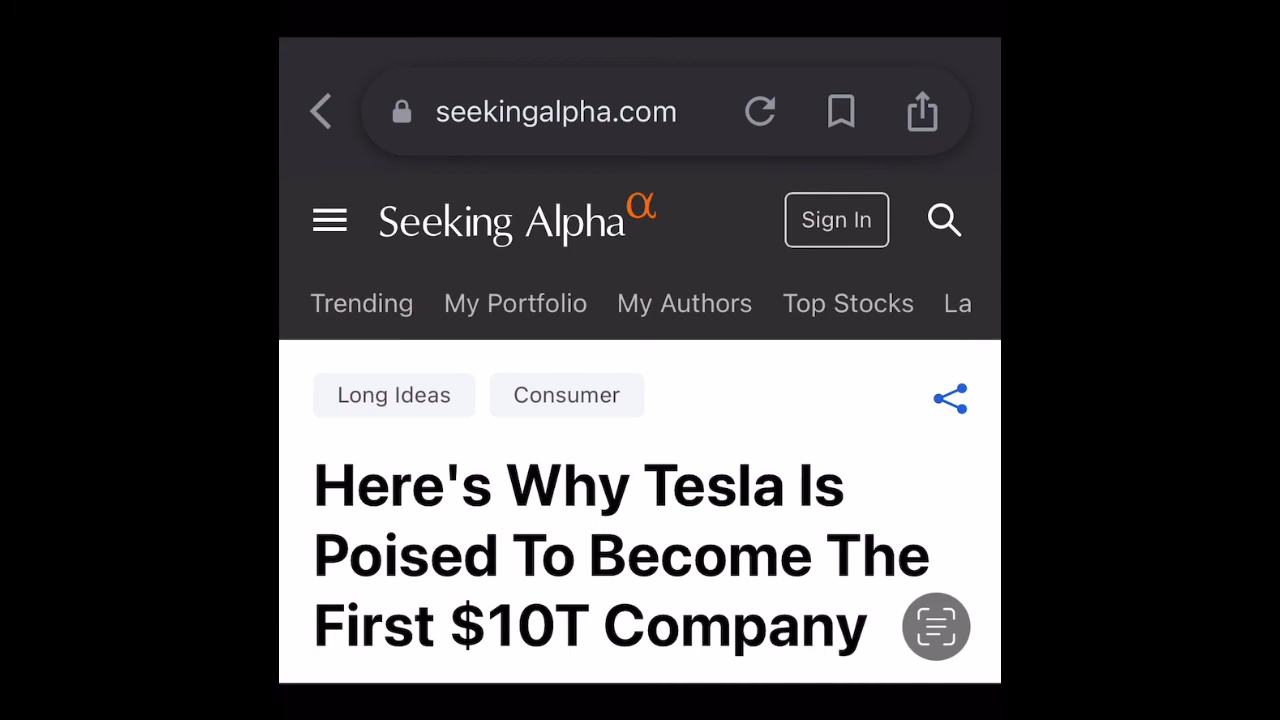 seekingalpha.com
Seeking Alpha α
Sign In
Trending My Portfolio My Authors Top Stocks La
Long Ideas Consumer
Here's Why Tesla Is
Poised To Become The
First $10T Company